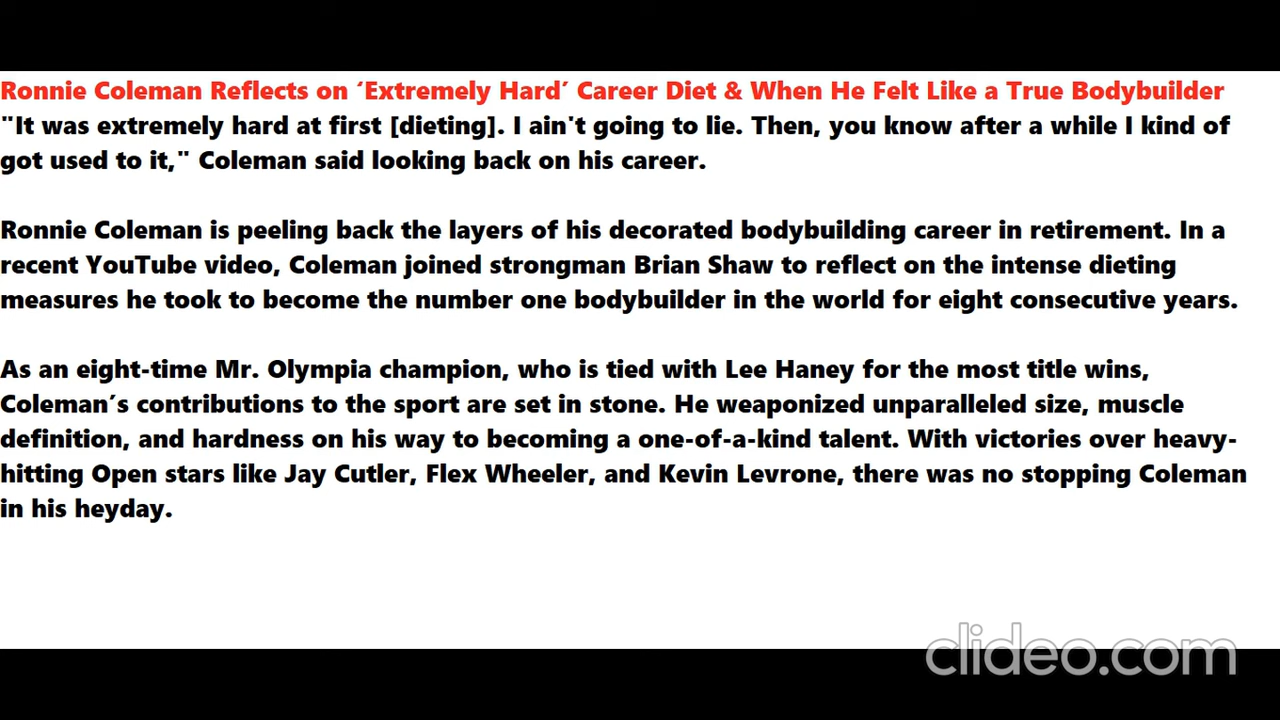 Ronnie Coleman Reflects on ‘Extremely Hard’ Career Diet & When He Felt Like a True Bodybuilder
"It was extremely hard at first [dieting]. I ain't going to lie. Then, you know after a while I kind of
got used to it," Coleman said looking back on his career.
Ronnie Coleman is peeling back the layers of his decorated bodybuilding career in retirement. In a
recent YouTube video, Coleman joined strongman Brian Shaw to reflect on the intense dieting
measures he took to become the number one bodybuilder in the world for eight consecutive years.
As an eight-time Mr. Olympia champion, who is tied with Lee Haney for the most title wins,
Coleman’s contributions to the sport are set in stone. He weaponized unparalleled size, muscle
definition, and hardness on his way to becoming a one-of-a-kind talent. With victories over heavy-
hitting Open stars like Jay Cutler, Flex Wheeler, and Kevin Levrone, there was no stopping Coleman
in his heyday.
clideo.com